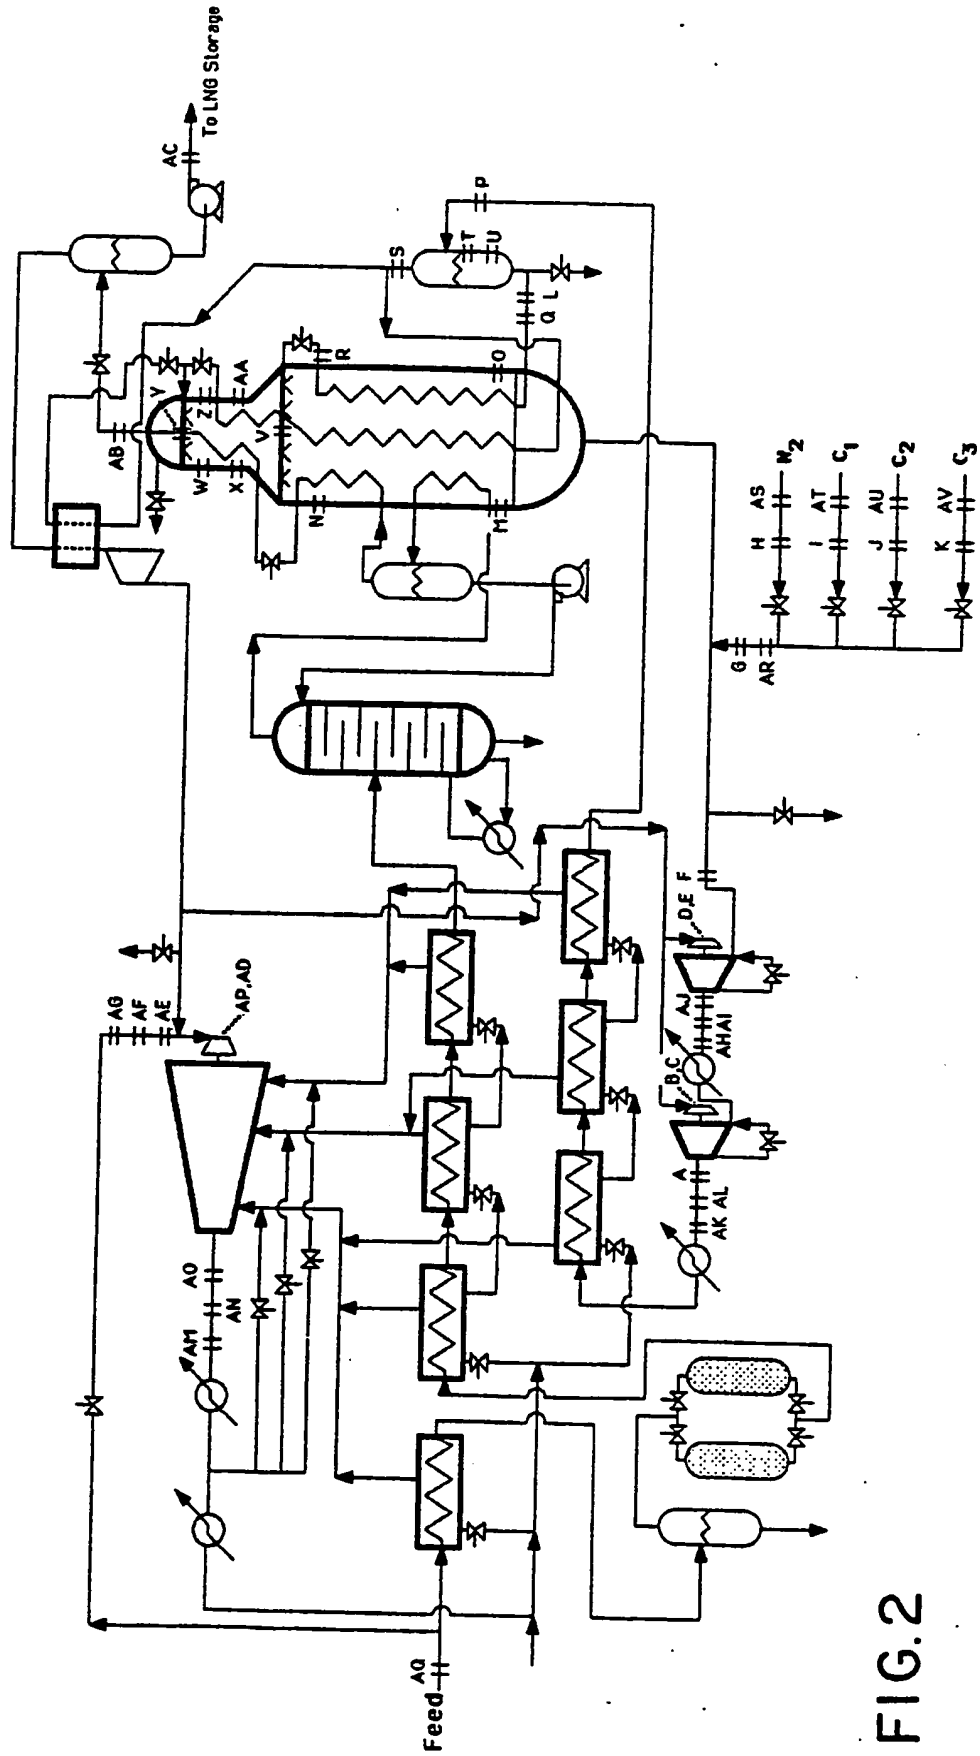 To LNG Storage
AC
AB
Y
Z
AA
W
X
V
N
R
S
T
U
P
Q L
O
M
H AS N2
I AT C1
J AU C2
K AV C3
G
AR
AG
AF
AE
AP,AD
F
D,E
AJ
AH AI
B,C
A
AK AL
AO
AN
AM
Feed
AQ
FIG. 2